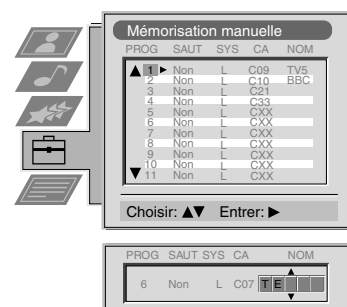 Mémorisation manuelle
PROG SAUT SYS CA NOM
1 Non L C09 TV5
2 Non L C10 BBC
3 Non L C21
4 Non L C33
5 Non L CXX
6 Non L CXX
7 Non L CXX
8 Non L CXX
9 Non L CXX
10 Non L CXX
11 Non L CXX
Choisir: ▲▼ Entrer: ▶
PROG SAUT SYS CA NOM
6 Non L C07 T E